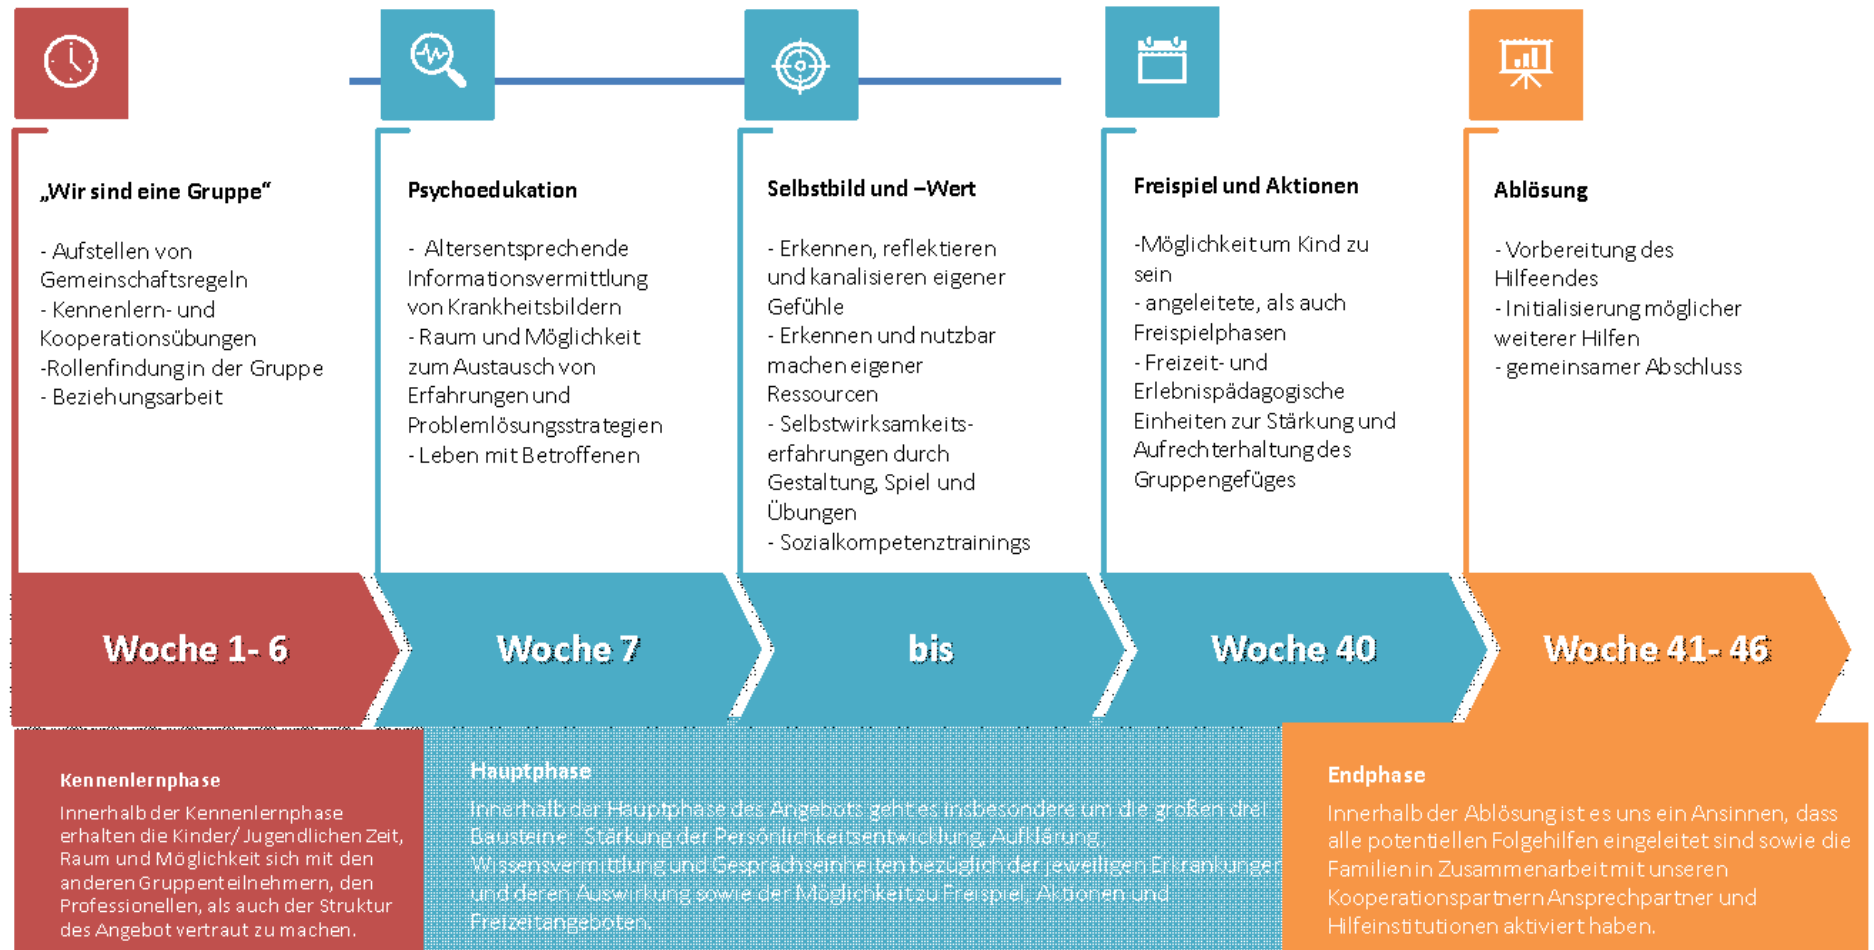 „Wir sind eine Gruppe“
- Aufstellen von
Gemeinschaftsregeln
- Kennenlern- und
Kooperationsübungen
-Rollenfindung in der Gruppe
- Beziehungsarbeit
Psychoedukation
- Altersentsprechende
Informationsvermittlung
von Krankheitsbildern
- Raum und Möglichkeit
zum Austausch von
Erfahrungen und
Problemlösungsstrategien
- Leben mit Betroffenen
Selbstbild und –Wert
- Erkennen, reflektieren
und kanalisieren eigener
Gefühle
- Erkennen und nutzbar
machen eigener
Ressourcen
- Selbstwirksamkeits-
erfahrungen durch
Gestaltung, Spiel und
Übungen
- Sozialkompetenztrainings
Freispiel und Aktionen
-Möglichkeit um Kind zu
sein
- angeleitete, als auch
Freispielphasen
- Freizeit- und
Erlebnispädagogische
Einheiten zur Stärkung und
Aufrechterhaltung des
Gruppengefüges
Ablösung
- Vorbereitung des
Hilfeendes
- Initialisierung möglicher
weiterer Hilfen
- gemeinsamer Abschluss
Woche 1- 6
Woche 7
bis
Woche 40
Woche 41- 46
Kennenlernphase
Innerhalb der Kennenlernphase
erhalten die Kinder/ Jugendlichen Zeit,
Raum und Möglichkeit sich mit den
anderen Gruppenteilnehmern, den
Professionellen, als auch der Struktur
des Angebot vertraut zu machen.
Hauptphase
Innerhalb der Hauptphase des Angebots geht es insbesondere um die großen drei
Bausteine: Stärkung der Persönlichkeitsentwicklung, Aufklärung,
Wissensvermittlung und Gesprächseinheiten bezüglich der jeweiligen Erkrankungen
und deren Auswirkung sowie der Möglichkeit zu Freispiel, Aktionen und
Freizeitangeboten.
Endphase
Innerhalb der Ablösung ist es uns ein Ansinnen, dass
alle potentiellen Folgehilfen eingeleitet sind sowie die
Familien in Zusammenarbeit mit unseren
Kooperationspartnern Ansprechpartner und
Hilfeinstitutionen aktiviert haben.